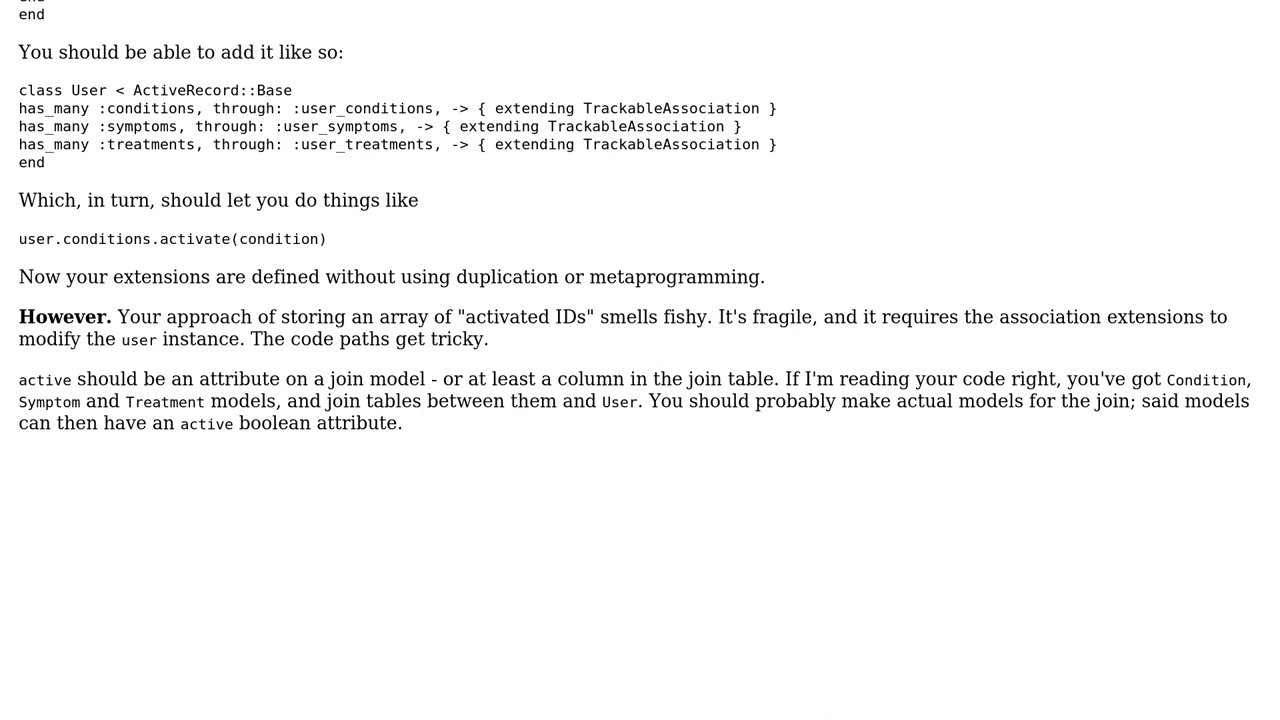 end
You should be able to add it like so:
class User < ActiveRecord::Base
has_many :conditions, through: :user_conditions, -> { extending TrackableAssociation }
has_many :symptoms, through: :user_symptoms, -> { extending TrackableAssociation }
has_many :treatments, through: :user_treatments, -> { extending TrackableAssociation }
end
Which, in turn, should let you do things like
user.conditions.activate(condition)
Now your extensions are defined without using duplication or metaprogramming.
However. Your approach of storing an array of "activated IDs" smells fishy. It's fragile, and it requires the association extensions to
modify the user instance. The code paths get tricky.
active should be an attribute on a join model - or at least a column in the join table. If I'm reading your code right, you've got Condition,
Symptom and Treatment models, and join tables between them and User. You should probably make actual models for the join; said models
can then have an active boolean attribute.